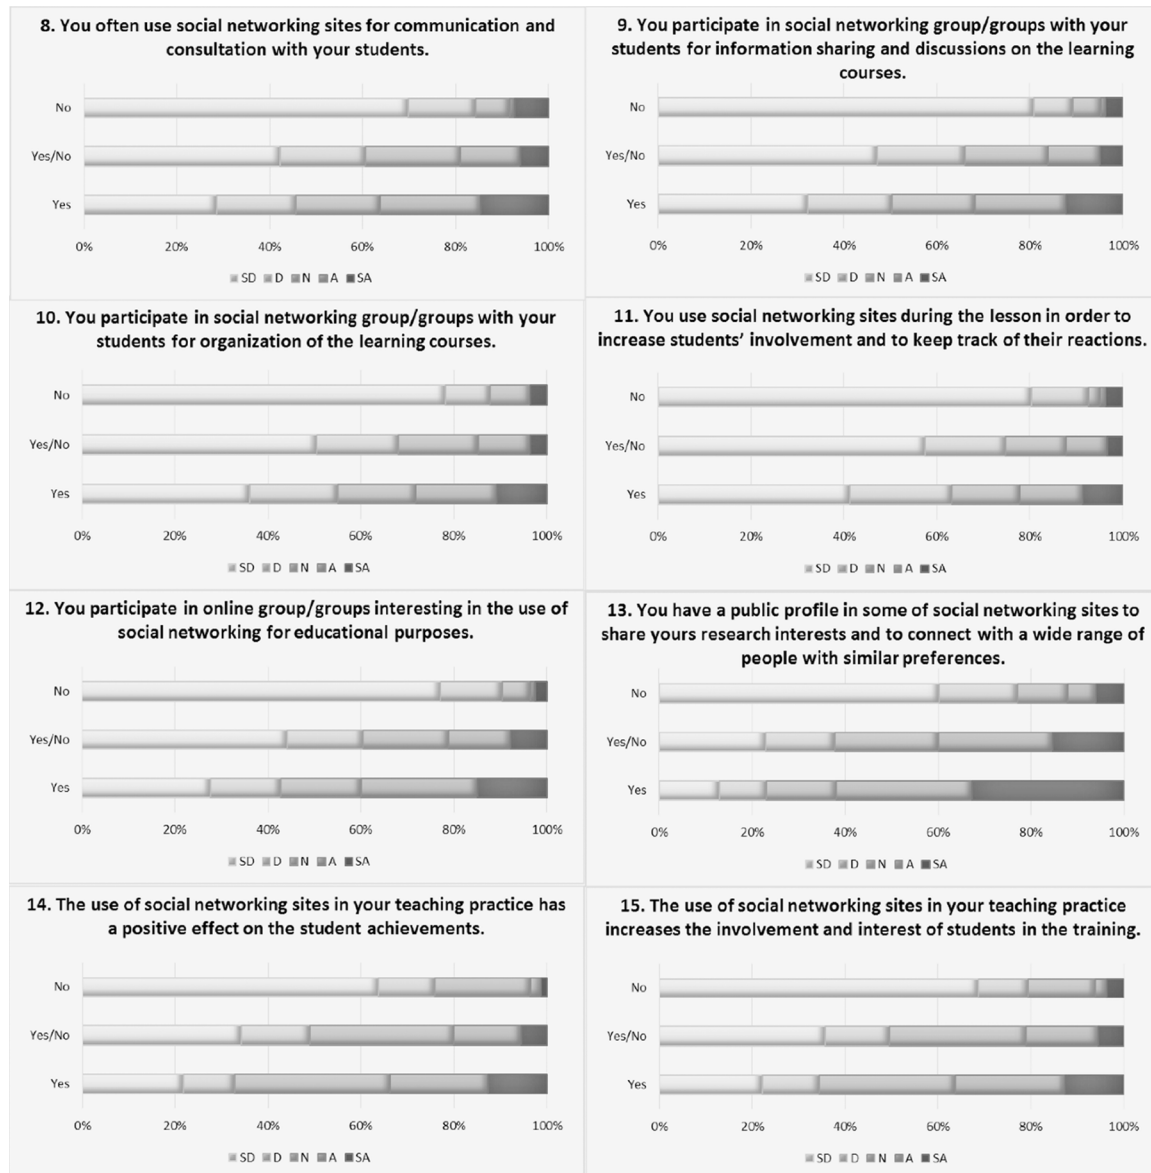 8. You often use social networking sites for communication and
consultation with your students.
No
Yes/No
Yes
0% 20% 40% 60% 80% 100%
SD D N A SA
9. You participate in social networking group/groups with your
students for information sharing and discussions on the learning
courses.
No
Yes/No
Yes
0% 20% 40% 60% 80% 100%
SD D N A SA
10. You participate in social networking group/groups with your
students for organization of the learning courses.
No
Yes/No
Yes
0% 20% 40% 60% 80% 100%
SD D N A SA
11. You use social networking sites during the lesson in order to
increase students' involvement and to keep track of their reactions.
No
Yes/No
Yes
0% 20% 40% 60% 80% 100%
SD D N A SA
12. You participate in online group/groups interesting in the use of
social networking for educational purposes.
No
Yes/No
Yes
0% 20% 40% 60% 80% 100%
SD D N A SA
13. You have a public profile in some of social networking sites to
share yours research interests and to connect with a wide range of
people with similar preferences.
No
Yes/No
Yes
0% 20% 40% 60% 80% 100%
SD D N A SA
14. The use of social networking sites in your teaching practice has
a positive effect on the student achievements.
No
Yes/No
Yes
0% 20% 40% 60% 80% 100%
SD D N A SA
15. The use of social networking sites in your teaching practice
increases the involvement and interest of students in the training.
No
Yes/No
Yes
0% 20% 40% 60% 80% 100%
SD D N A SA